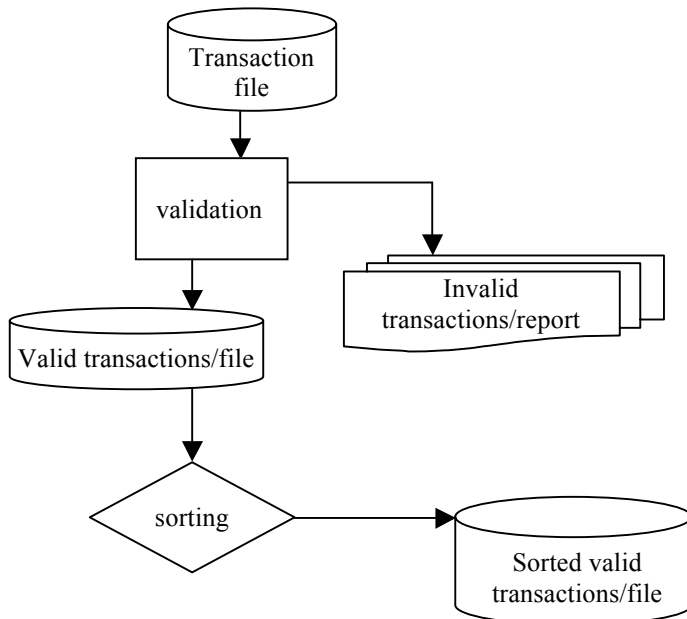 Transaction
file
validation
Invalid
transactions/report
Valid transactions/file
sorting
Sorted valid
transactions/file